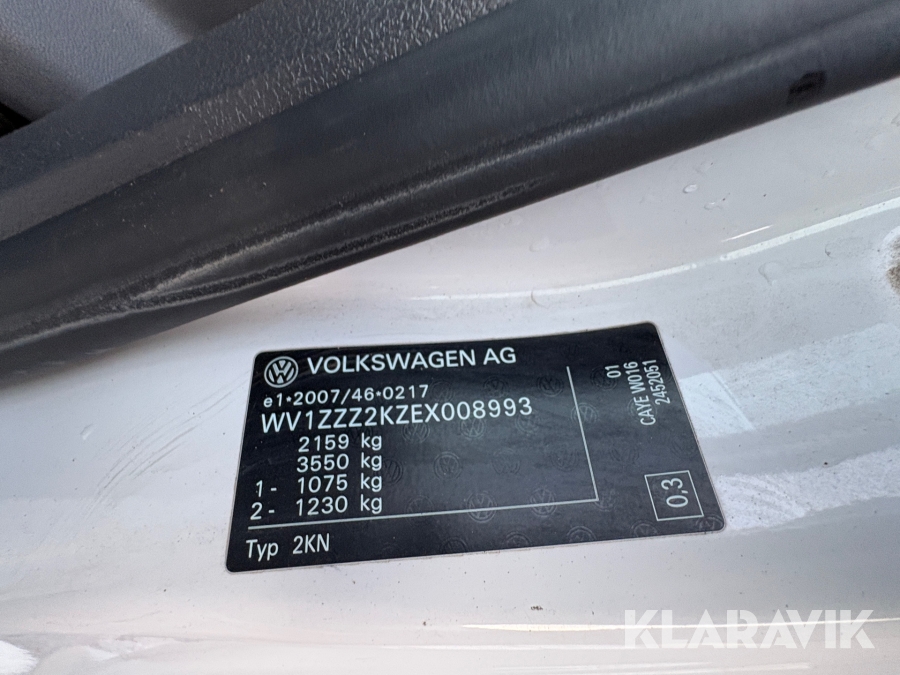 VOLKSWAGEN AG
e1*2007/46*0217
WV1ZZZ2KZEX008993
2159 kg
3550 kg
1- 1075 kg
2- 1230 kg
Typ 2KN
01
CAYE W016
2452051
0,3
KLARAVIK